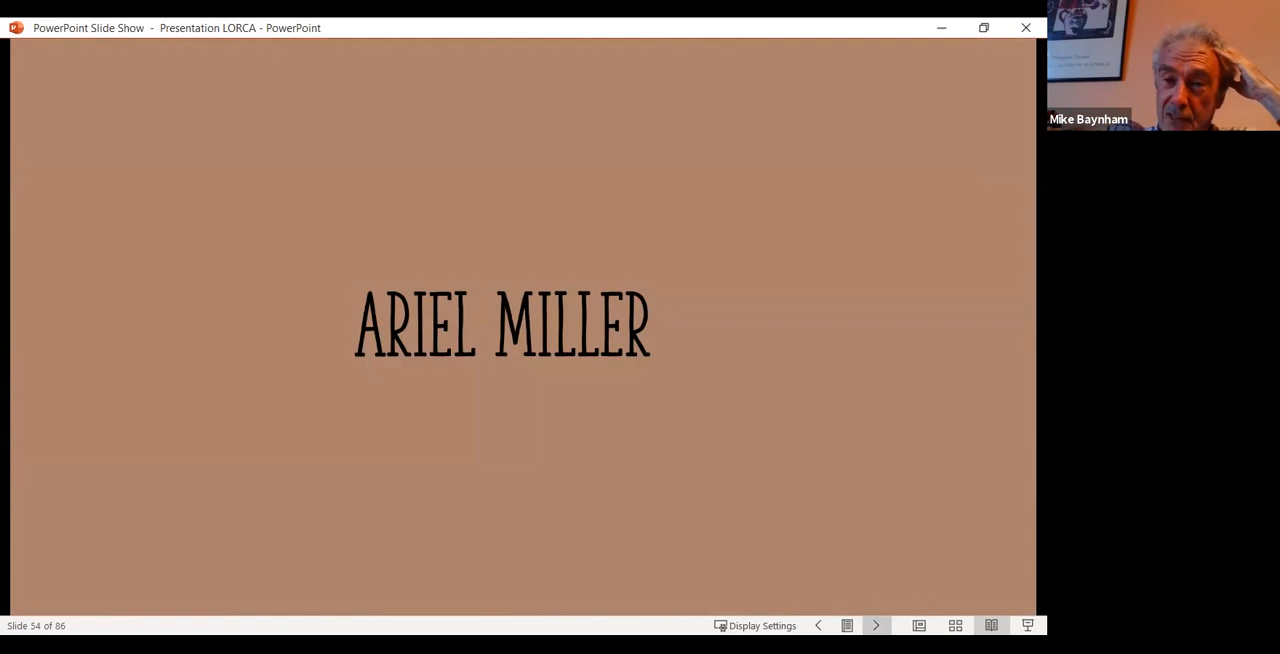 PowerPoint Slide Show - Presentation LORCA - PowerPoint
Mike Baynham
ARIEL MILLER
Slide 54 of 86
Display Settings